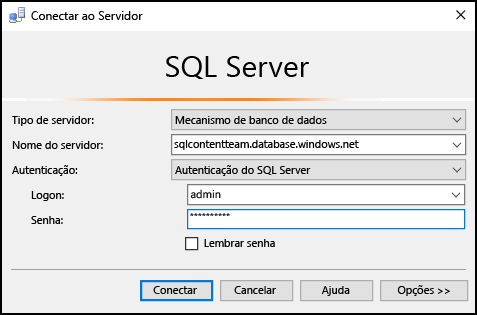 Conectar ao Servidor
SQL Server
Tipo de servidor: Mecanismo de banco de dados
Nome do servidor: sqlcontentteam.database.windows.net
Autenticação: Autenticação do SQL Server
Logon: admin
Senha: **********
Lembrar senha
Conectar Cancelar Ajuda Opções >>